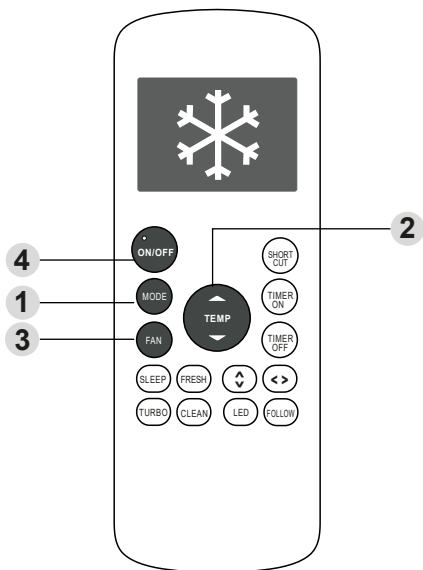 2
4
ON/OFF
SHORT
CUT
1
MODE
TEMP
TIMER
ON
3
FAN
TIMER
OFF
SLEEP
FRESH
TURBO
CLEAN
LED
FOLLOW